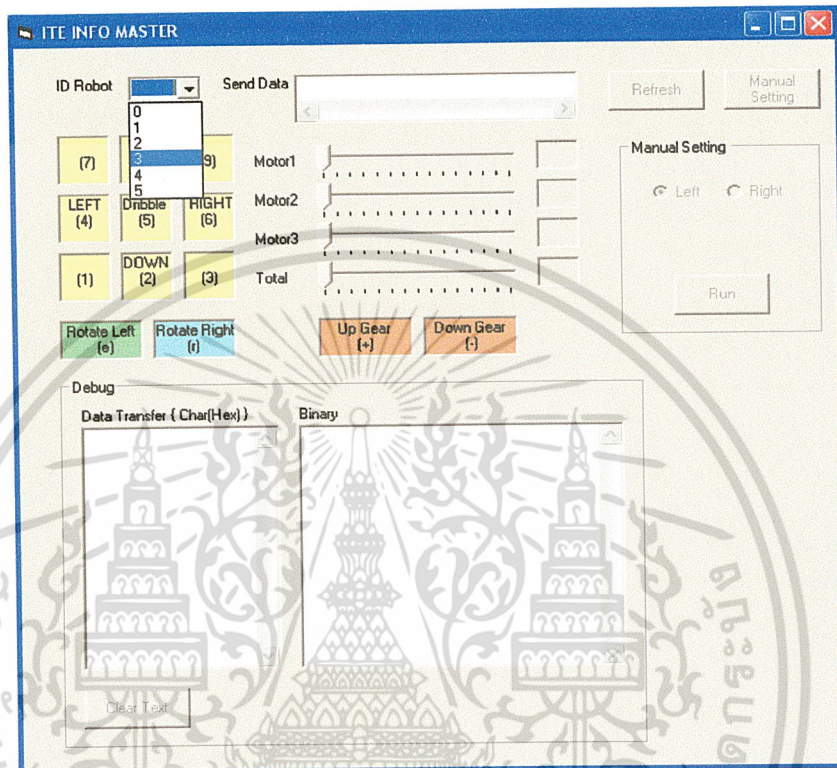 ITE INFO MASTER
ID Robot
Send Data
Refresh
Manual Setting
0
1
2
3
4
5
(7)
9)
LEFT (4)
Dribble (5)
RIGHT (6)
(1)
DOWN (2)
(3)
Motor1
Motor2
Motor3
Total
Manual Setting
Left
Right
Run
Rotate Left (e)
Rotate Right (r)
Up Gear (+)
Down Gear (-)
Debug
Data Transfer { Char(Hex) }
Binary
Clear Text